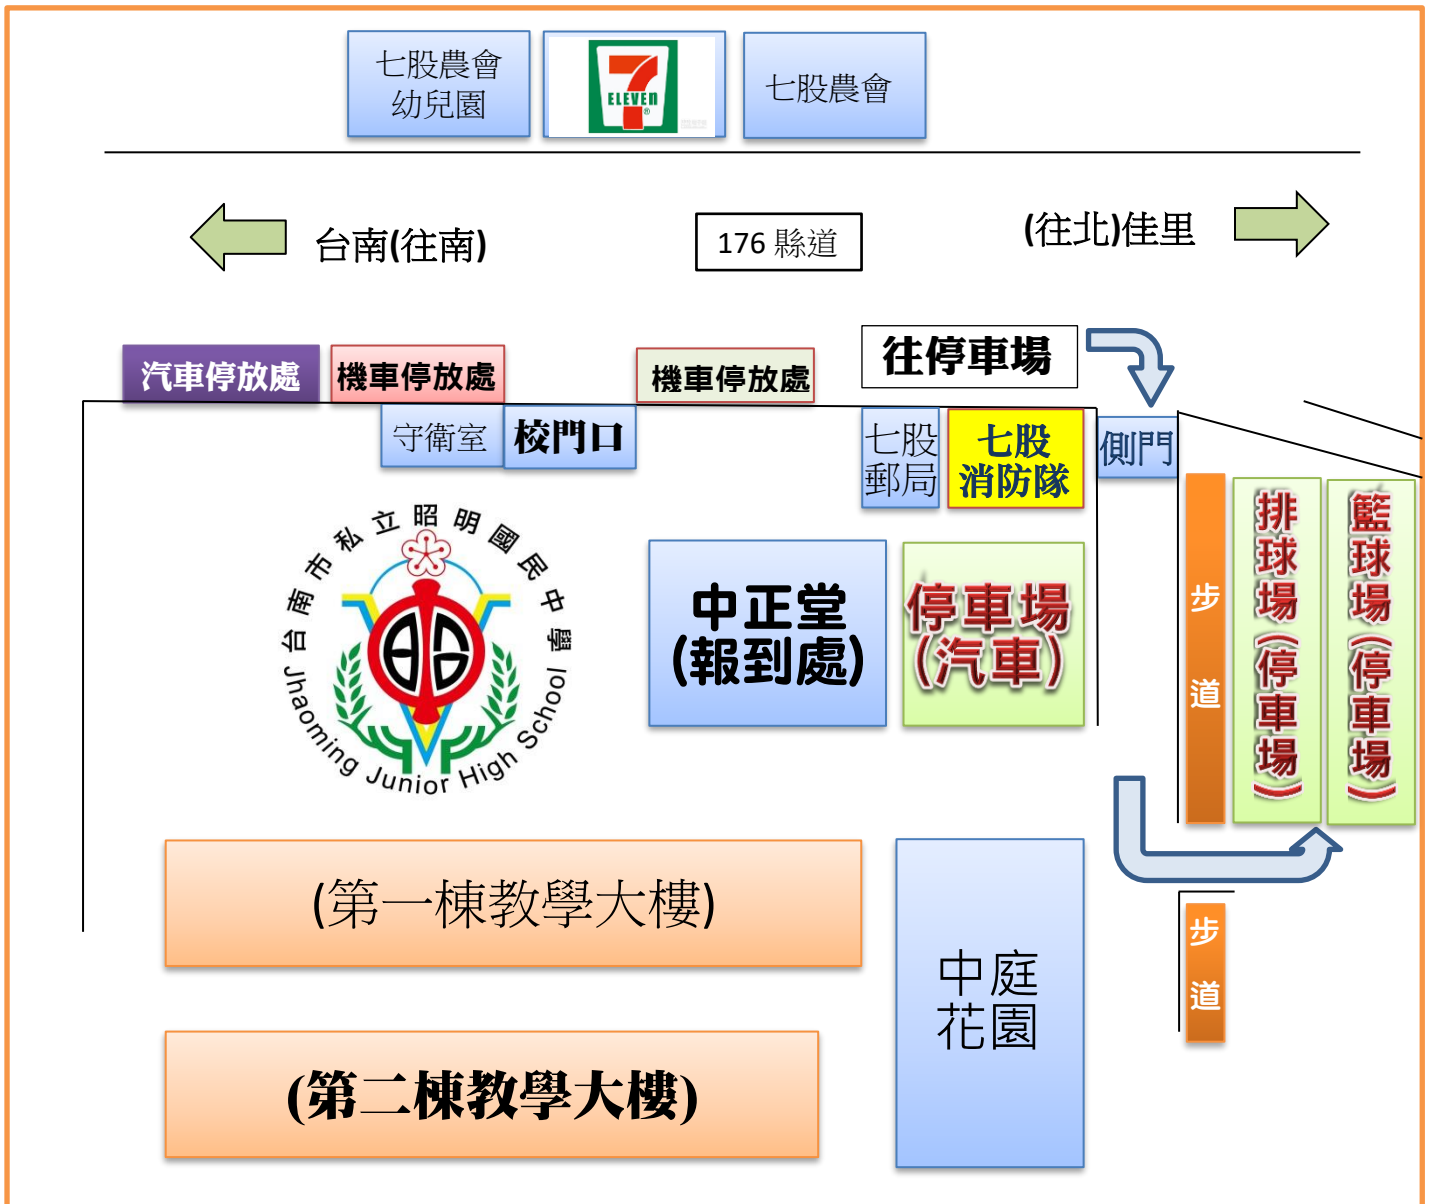 七股農會
幼兒園
7
ELEVEN
®
七股農會
台南(往南)
176 縣道
(往北)佳里
汽車停放處
機車停放處
機車停放處
往停車場
守衛室
校門口
七股
郵局
七股
消防隊
側門
台南市私立昭明國民中學
Jhaoming Junior High School
中正堂
(報到處)
停車場
(汽車)
步道
排球場(停車場)
籃球場(停車場)
(第一棟教學大樓)
中庭
花園
步道
(第二棟教學大樓)